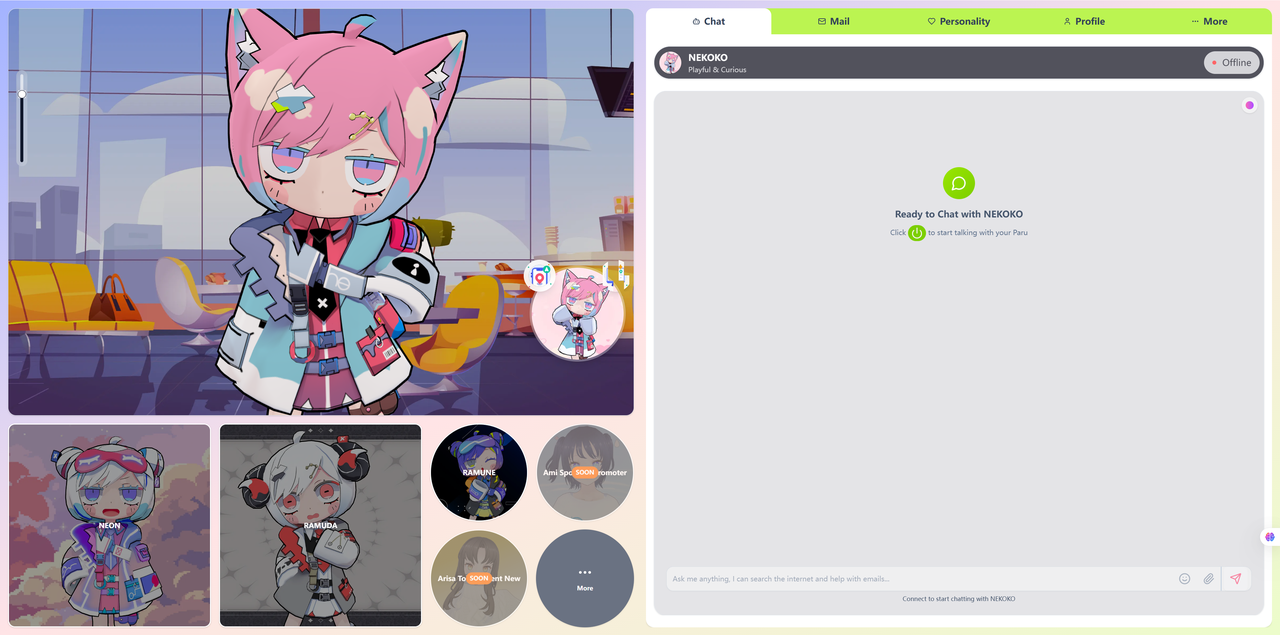 Chat
Mail
Personality
Profile
More
NEKOKO
Playful & Curious
Offline
Ready to Chat with NEKOKO
Click to start talking with your Paru
NEON
RAMUDA
RAMUNE
Ami Spo SOON romoter
Arisa To SOON ent New
More
Ask me anything, I can search the internet and help with emails...
Connect to start chatting with NEKOKO